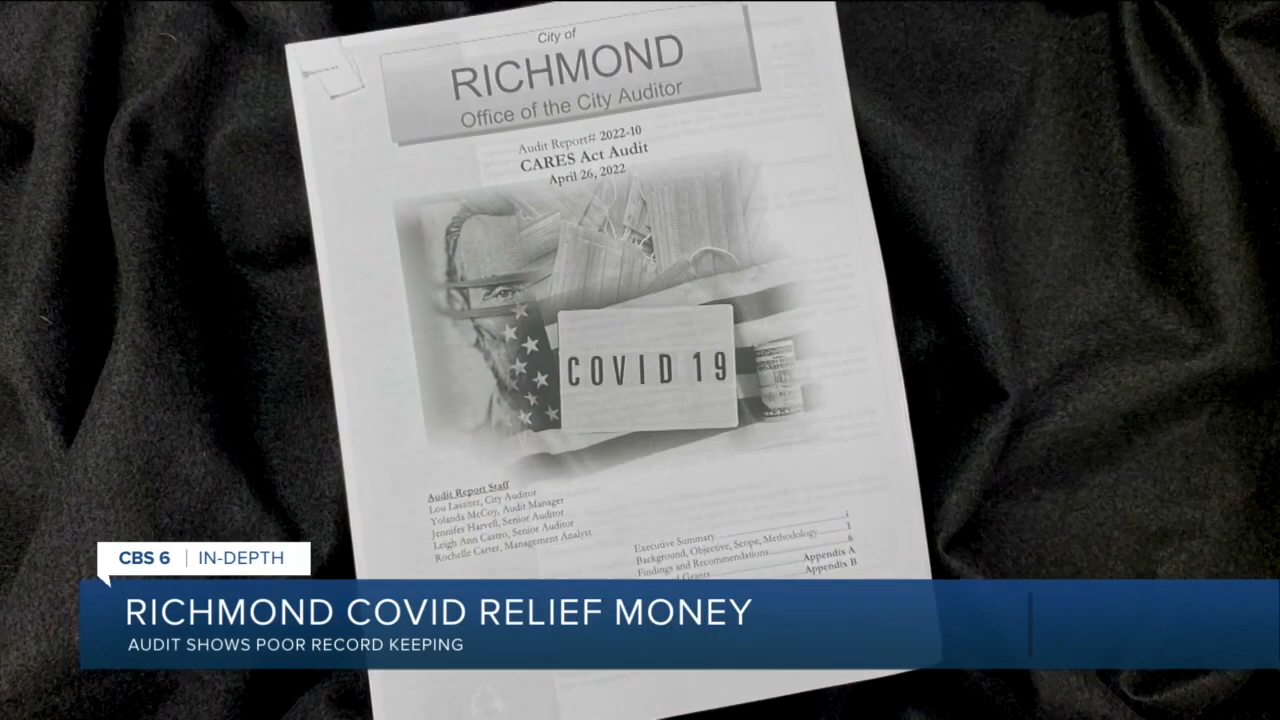 City of
RICHMOND
Office of the City Auditor
Audit Report# 2022-10
CARES Act Audit
April 26, 2022
COVID 19
Audit Report Staff
Lou Lassiter, City Auditor
Yolanda McCoy, Audit Manager
Jennifer Harvell, Senior Auditor
Leigh Ann Castro, Senior Auditor
Rochelle Carter, Management Analyst
Executive Summary i
Background, Objective, Scope, Methodology 1
Findings and Recommendations 6
Grants Appendix A
Appendix B
CBS 6 | IN-DEPTH
RICHMOND COVID RELIEF MONEY
AUDIT SHOWS POOR RECORD KEEPING